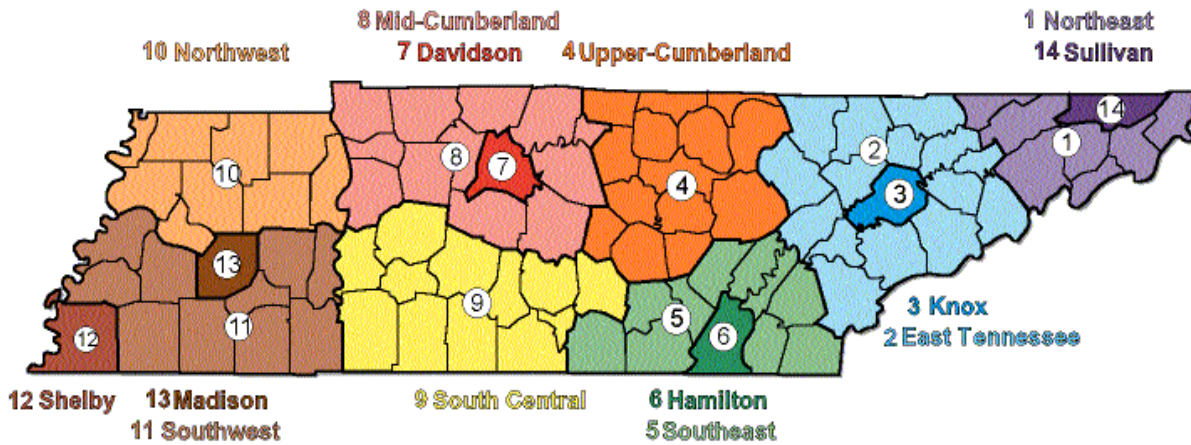 8 Mid-Cumberland
1 Northeast
10 Northwest
7 Davidson
4 Upper-Cumberland
14 Sullivan
14
1
2
8
7
10
4
3
13
9
11
5
6
12
3 Knox
2 East Tennessee
12 Shelby
13 Madison
9 South Central
6 Hamilton
11 Southwest
5 Southeast